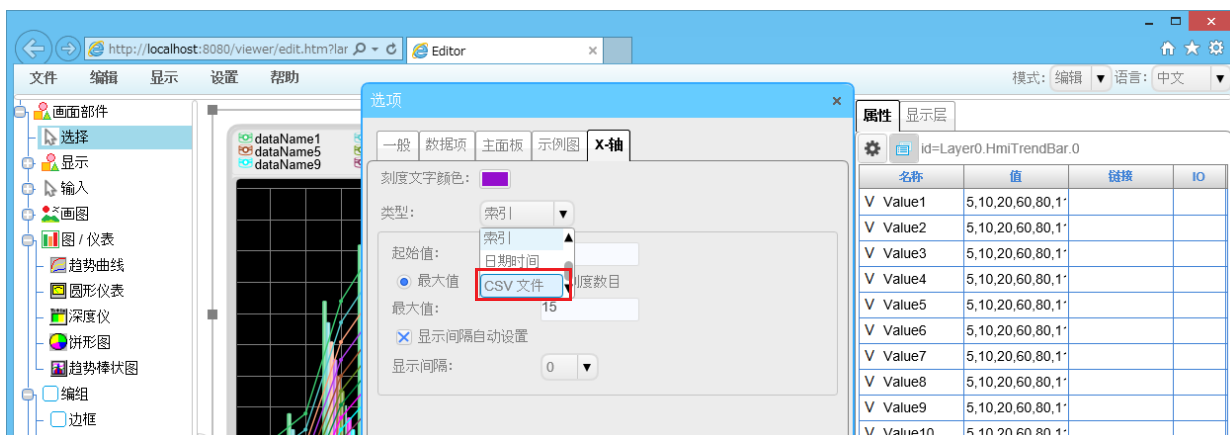 http://localhost:8080/viewer/edit.htm?lar
Editor
文件 编辑 显示 设置 帮助
模式: 编辑 语言: 中文
画面部件
选择
显示
输入
画图
图 / 仪表
趋势曲线
圆形仪表
深度仪
饼形图
趋势棒状图
编组
边框
dataName1
dataName5
dataName9
选项
一般 数据项 主面板 示例图 X-轴
刻度文字颜色:
类型: 索引
索引
日期时间
CSV 文件
起始值:
最大值 刻度数目
最大值: 15
显示间隔自动设置
显示间隔: 0
属性 显示层
id=Layer0.HmiTrendBar.0
名称 值 链接 IO
V Value1 5,10,20,60,80,1
V Value2 5,10,20,60,80,1
V Value3 5,10,20,60,80,1
V Value4 5,10,20,60,80,1
V Value5 5,10,20,60,80,1
V Value6 5,10,20,60,80,1
V Value7 5,10,20,60,80,1
V Value8 5,10,20,60,80,1
V Value9 5,10,20,60,80,1
V Value10 5,10,20,60,80,1